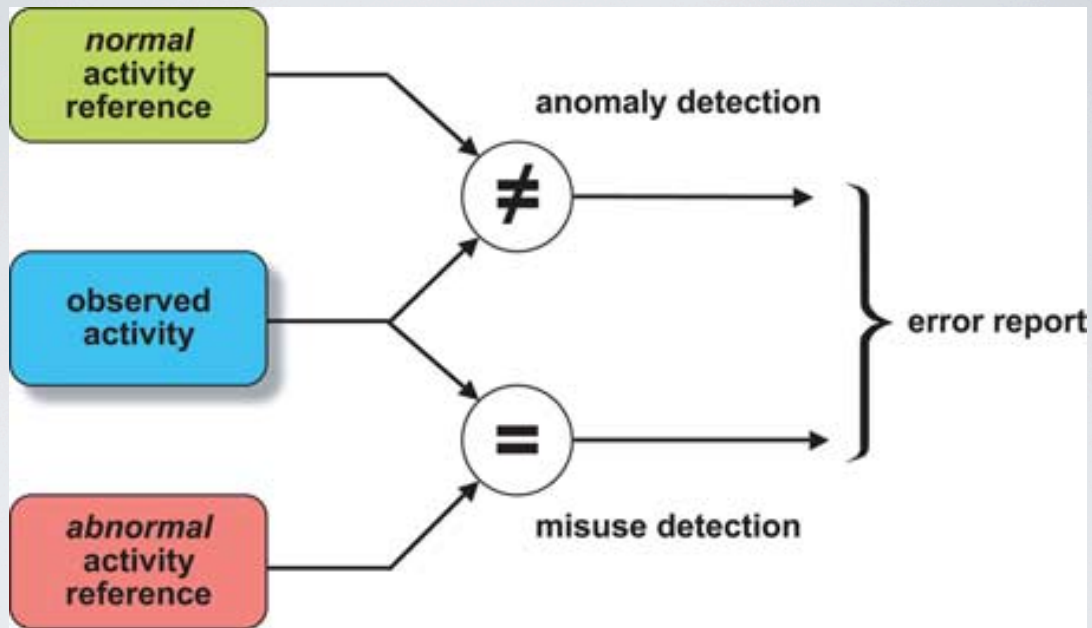 normal
activity
reference
anomaly detection
≠
observed
activity
error report
=
misuse detection
abnormal
activity
reference